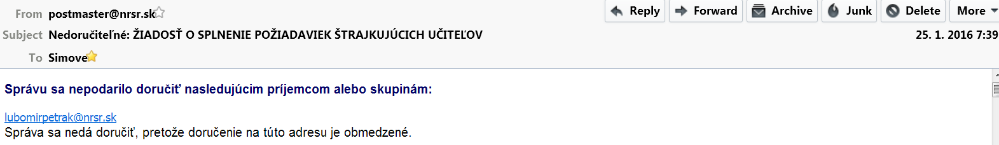 From postmaster@nrsr.sk Reply Forward Archive Junk Delete More
Subject Nedoručiteľné: ŽIADOSŤ O SPLNENIE POŽIADAVIEK ŠTRAJKUJÚCICH UČITEĽOV 25. 1. 2016 7:39
To Simove
Správu sa nepodarilo doručiť nasledujúcim príjemcom alebo skupinám:
lubomirpetrak@nrsr.sk
Správa sa nedá doručiť, pretože doručenie na túto adresu je obmedzené.